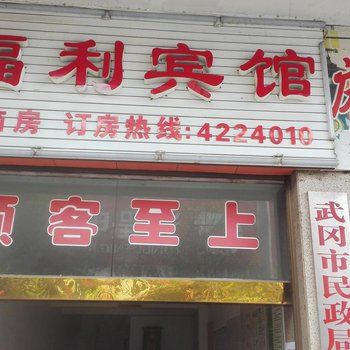 福利宾馆
房 订房热线:4224010
顾客至上
武冈市民政局